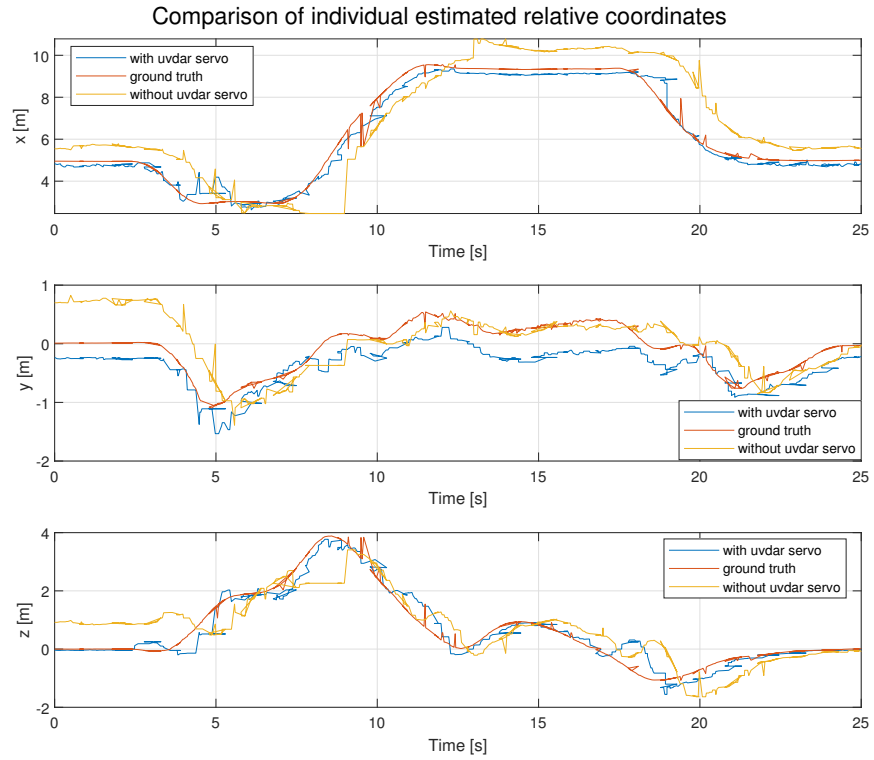 Comparison of individual estimated relative coordinates
10
8
6
4
x [m]
with uvdar servo
ground truth
without uvdar servo
0 5 10 15 20 25
Time [s]
1
0
-1
-2
y [m]
with uvdar servo
ground truth
without uvdar servo
0 5 10 15 20 25
Time [s]
4
2
0
-2
z [m]
with uvdar servo
ground truth
without uvdar servo
0 5 10 15 20 25
Time [s]